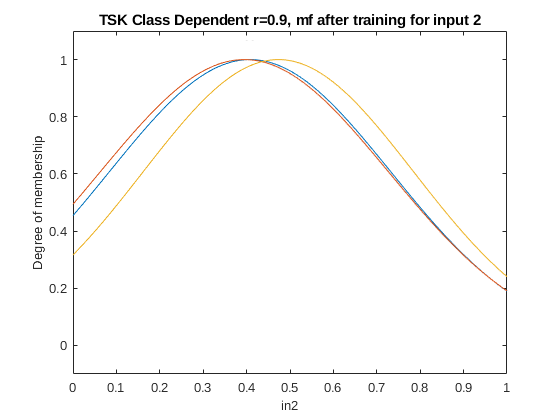 TSK Class Dependent r=0.9, mf after training for input 2
Degree of membership
1
0.8
0.6
0.4
0.2
0
0 0.1 0.2 0.3 0.4 0.5 0.6 0.7 0.8 0.9 1
in2